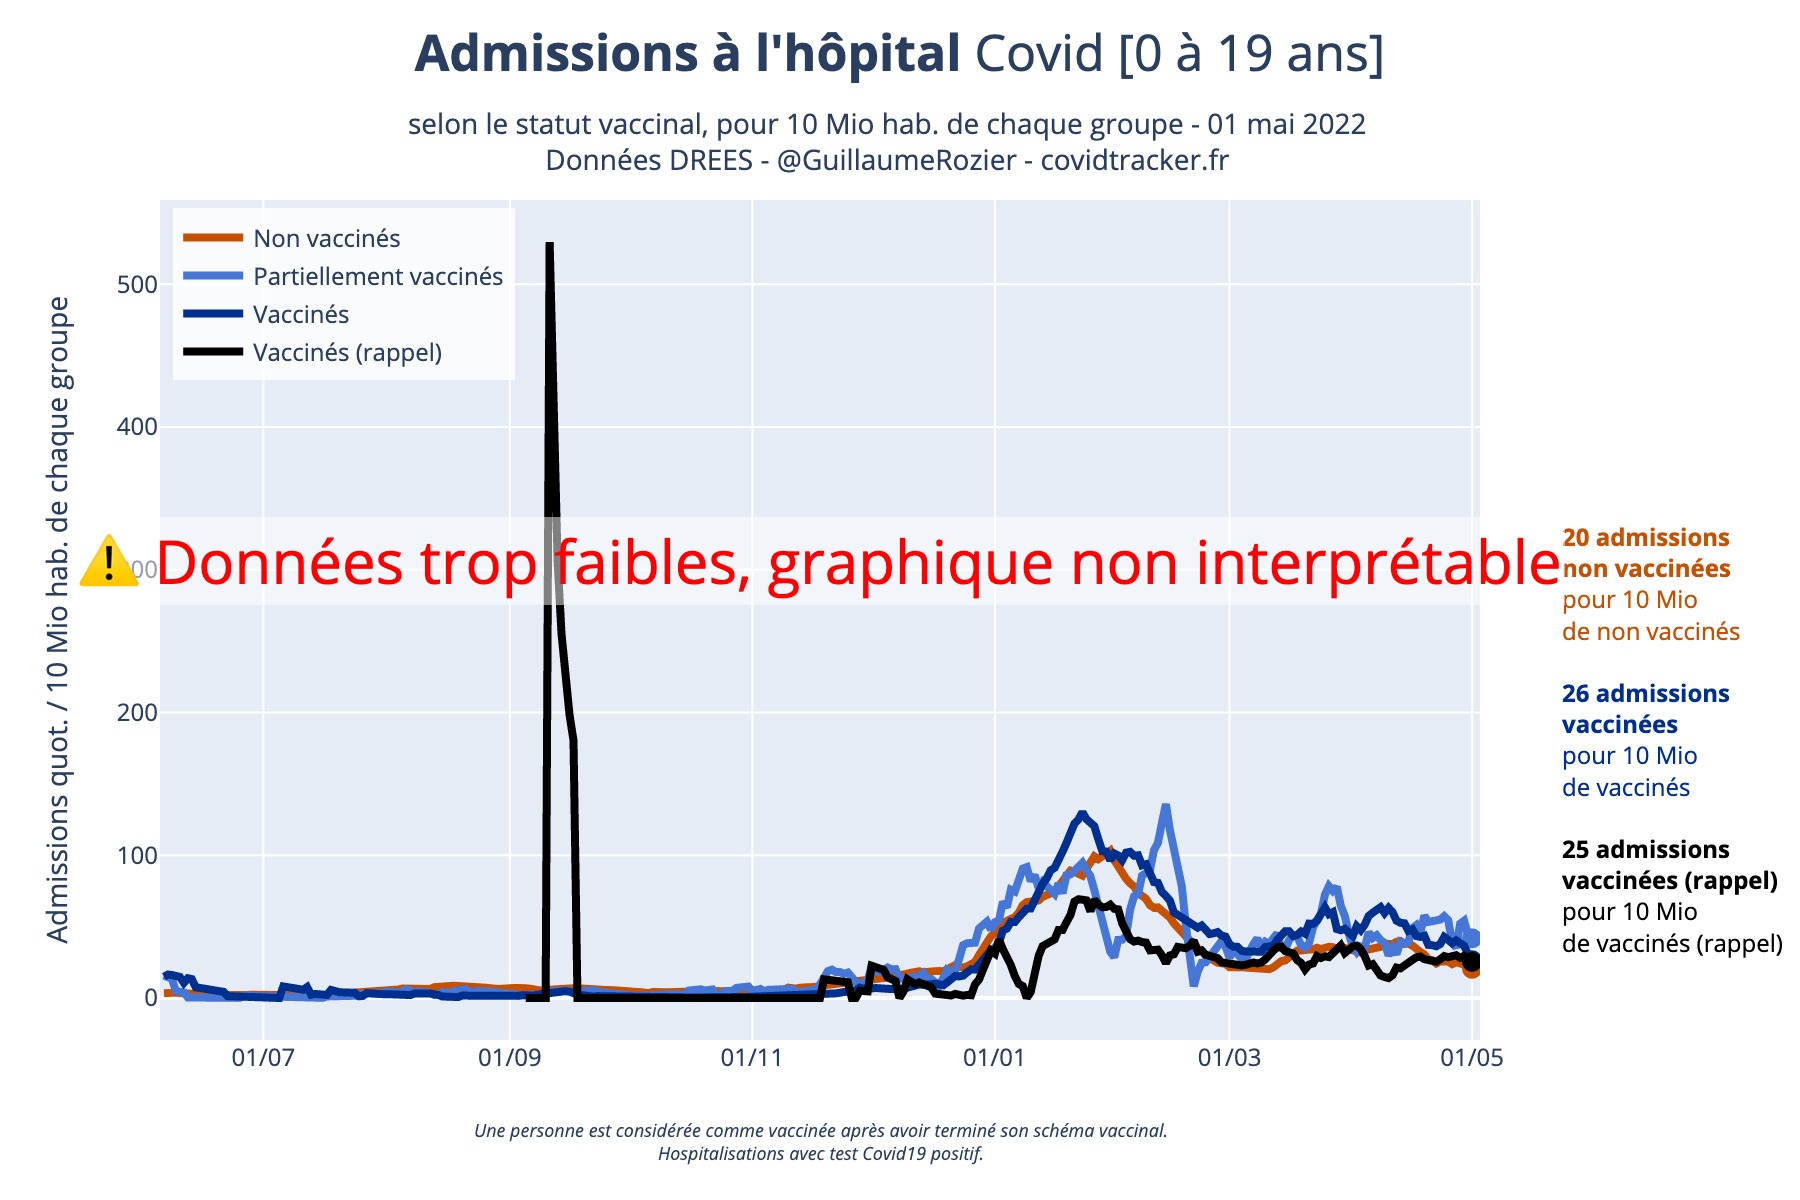 Admissions à l'hôpital Covid [0 à 19 ans]
selon le statut vaccinal, pour 10 Mio hab. de chaque groupe - 01 mai 2022
Données DREES - @GuillaumeRozier - covidtracker.fr
Non vaccinés
Partiellement vaccinés
Vaccinés
Vaccinés (rappel)
Admissions quot. / 10 Mio hab. de chaque groupe
500
400
300
200
100
0
Données trop faibles, graphique non interprétable
20 admissions
non vaccinées
pour 10 Mio
de non vaccinés
26 admissions
vaccinées
pour 10 Mio
de vaccinés
25 admissions
vaccinées (rappel)
pour 10 Mio
de vaccinés (rappel)
01/07
01/09
01/11
01/01
01/03
01/05
Une personne est considérée comme vaccinée après avoir terminé son schéma vaccinal.
Hospitalisations avec test Covid19 positif.